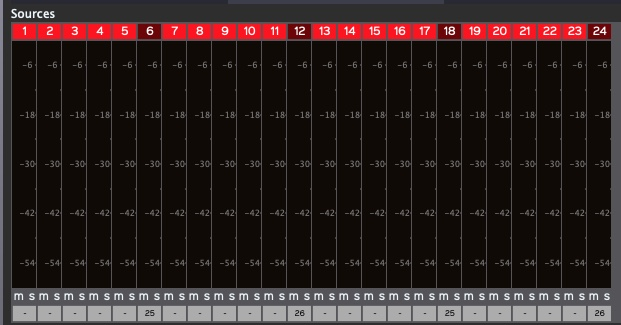 Sources
1 2 3 4 5 6 7 8 9 10 11 12 13 14 15 16 17 18 19 20 21 22 23 24
-6 -6 -6 -6 -6 -6 -6 -6 -6 -6 -6 -6 -6 -6 -6 -6 -6 -6 -6 -6 -6 -6 -6 -6
-18 -18 -18 -18 -18 -18 -18 -18 -18 -18 -18 -18 -18 -18 -18 -18 -18 -18 -18 -18 -18 -18 -18 -18
-30 -30 -30 -30 -30 -30 -30 -30 -30 -30 -30 -30 -30 -30 -30 -30 -30 -30 -30 -30 -30 -30 -30 -30
-42 -42 -42 -42 -42 -42 -42 -42 -42 -42 -42 -42 -42 -42 -42 -42 -42 -42 -42 -42 -42 -42 -42 -42
-54 -54 -54 -54 -54 -54 -54 -54 -54 -54 -54 -54 -54 -54 -54 -54 -54 -54 -54 -54 -54 -54 -54 -54
m s m s m s m s m s m s m s m s m s m s m s m s m s m s m s m s m s m s m s m s m s m s m s m s
- - - - - 25 - - - - - 26 - - - - - 25 - - - - - 26